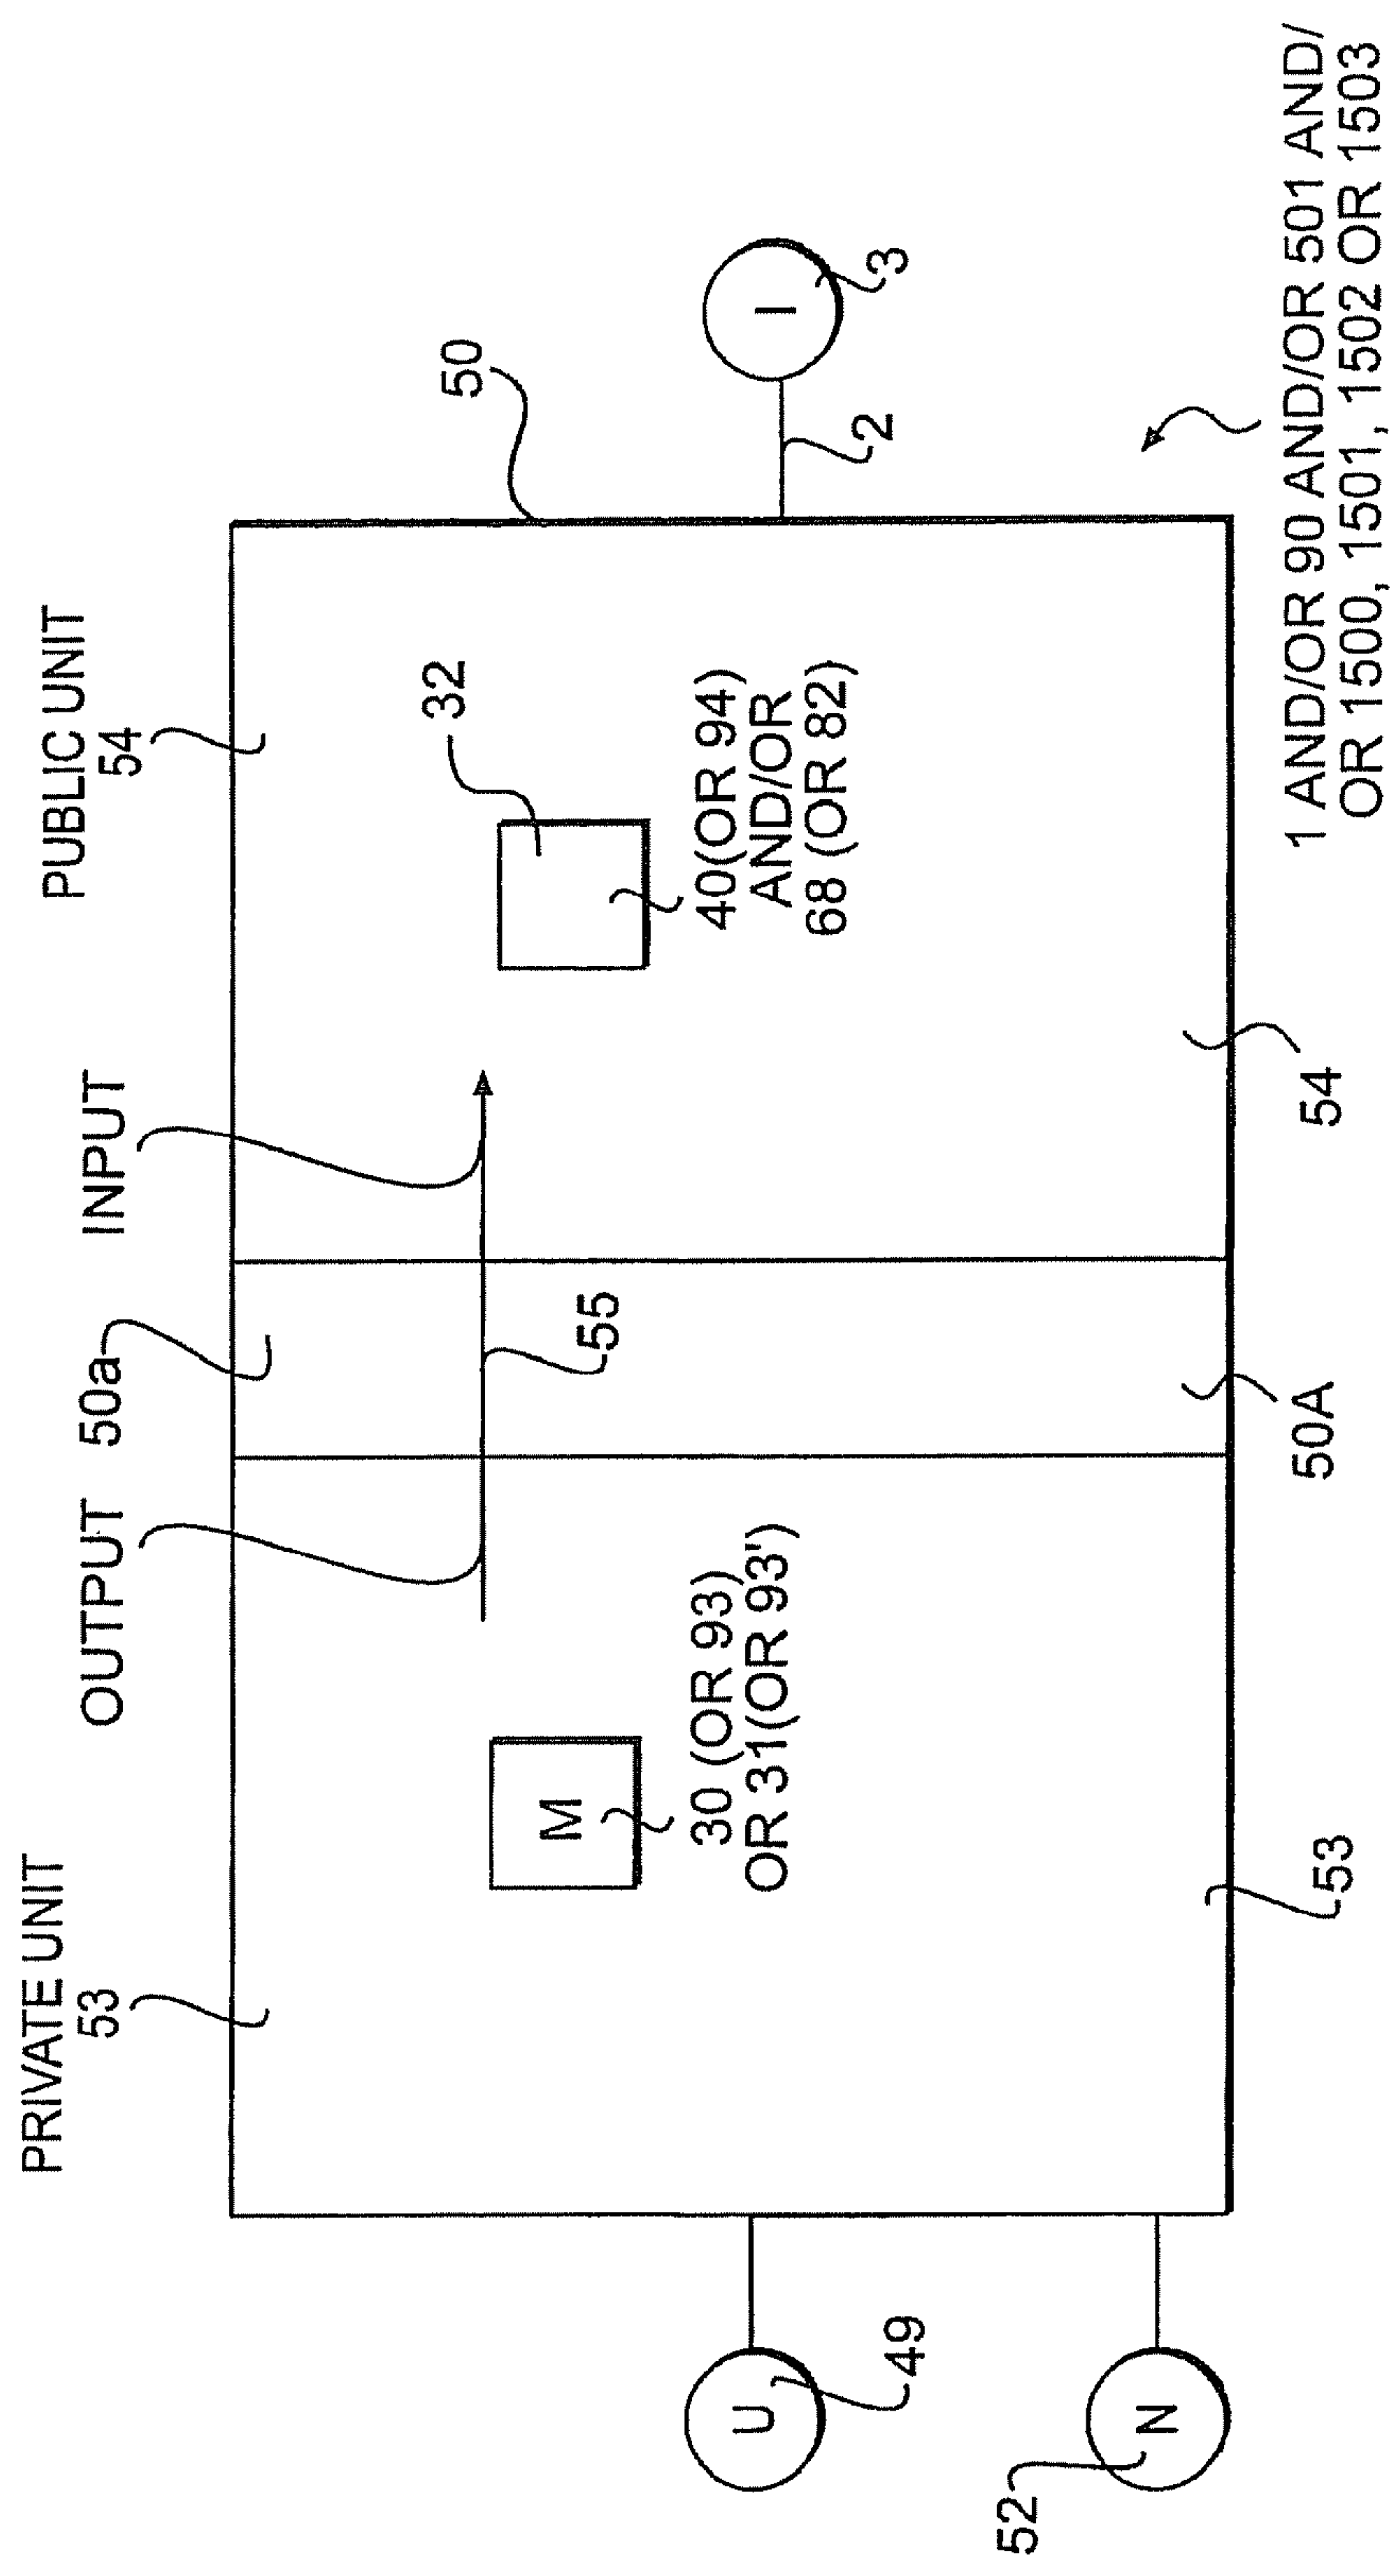 PRIVATE UNIT
53
OUTPUT
50a
INPUT
PUBLIC UNIT
54
50
32
M
30 (OR 93)
OR 31(OR 93')
55
40(OR 94)
AND/OR
68 (OR 82)
U
49
N
52
I
3
2
53
50A
54
1 AND/OR 90 AND/OR 501 AND/
OR 1500, 1501, 1502 OR 1503